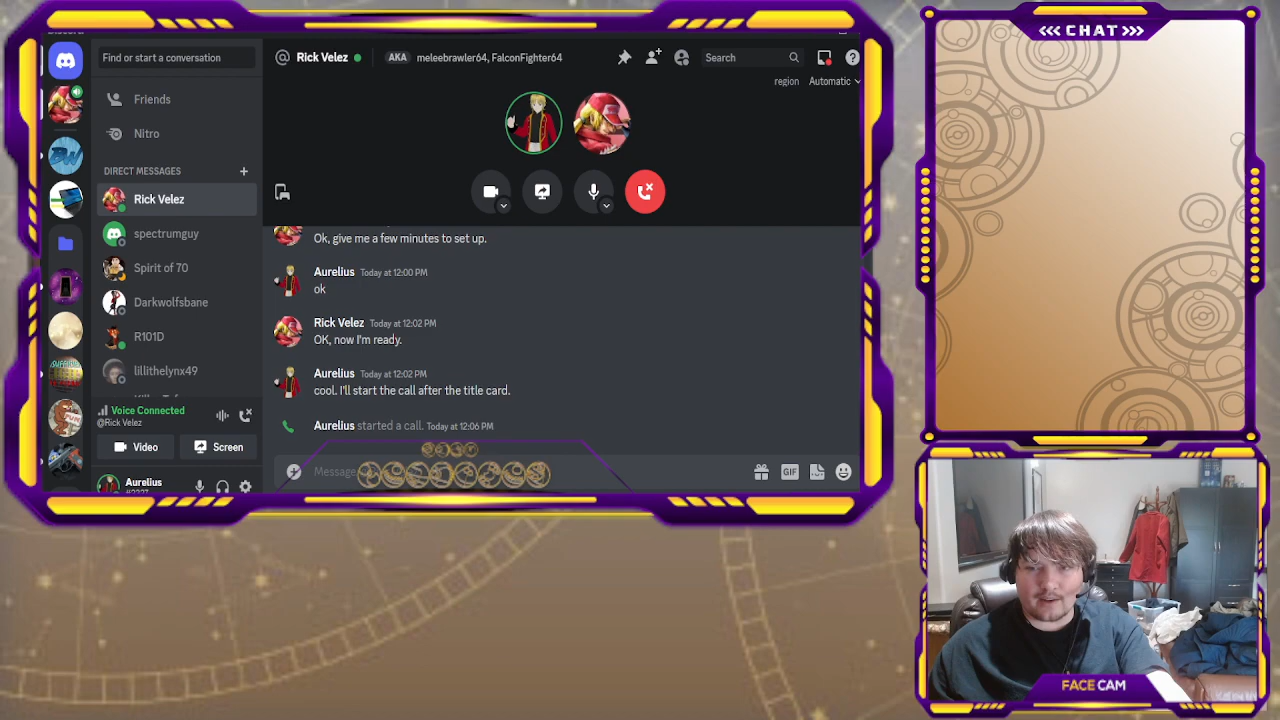 Find or start a conversation
Friends
Nitro
DIRECT MESSAGES
Rick Velez
spectrumguy
Spirit of 70
Darkwolfsbane
R101D
lillithelynx49
Voice Connected
@Rick Velez
Video
Screen
Aurelius
Rick Velez
AKA
meleebrawler64, FalconFighter64
Search
region
Automatic
Ok, give me a few minutes to set up.
Aurelius Today at 12:00 PM
ok
Rick Velez Today at 12:02 PM
OK, now I'm ready.
Aurelius Today at 12:02 PM
cool. I'll start the call after the title card.
Aurelius started a call. Today at 12:06 PM
Message
GIF
CHAT
FACE CAM